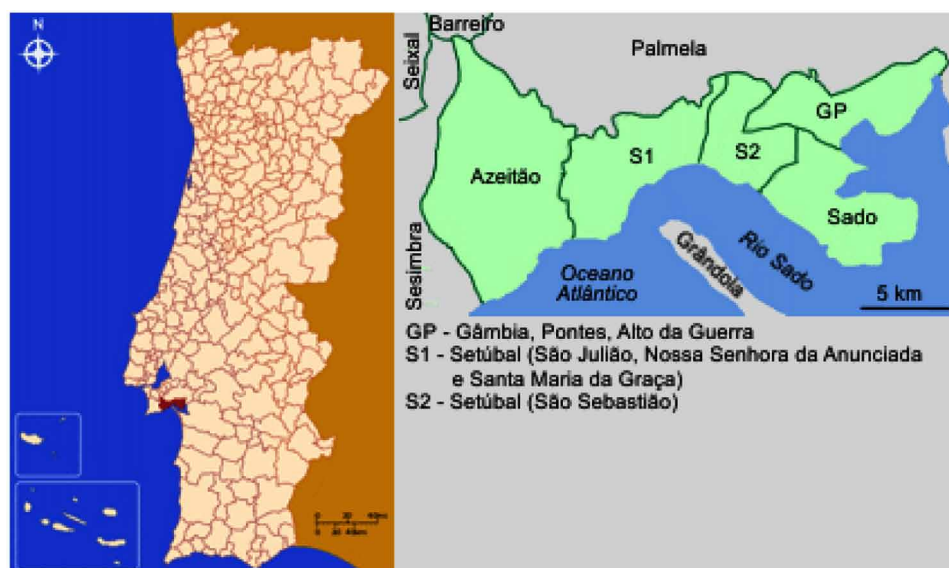 N
Barreiro
Seixal
Palmela
GP
S1
S2
Azeitão
Sado
Sesimbra
Oceano
Atlântico
Grândola
Rio Sado
5 km
GP - Gâmbia, Pontes, Alto da Guerra
S1 - Setúbal (São Julião, Nossa Senhora da Anunciada
e Santa Maria da Graça)
S2 - Setúbal (São Sebastião)